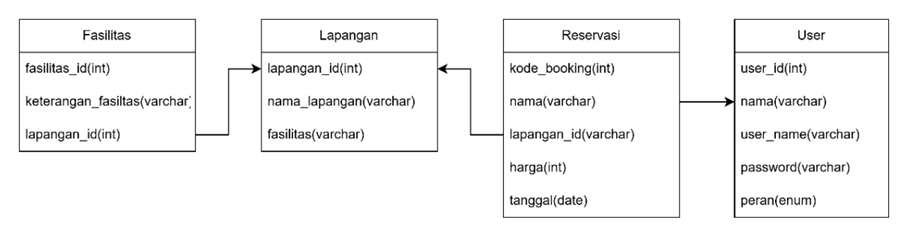 Fasilitas
fasilitas_id(int)
keterangan_fasiltas(varchar)
lapangan_id(int)
Lapangan
lapangan_id(int)
nama_lapangan(varchar)
fasilitas(varchar)
Reservasi
kode_booking(int)
nama(varchar)
lapangan_id(varchar)
harga(int)
tanggal(date)
User
user_id(int)
nama(varchar)
user_name(varchar)
password(varchar)
peran(enum)